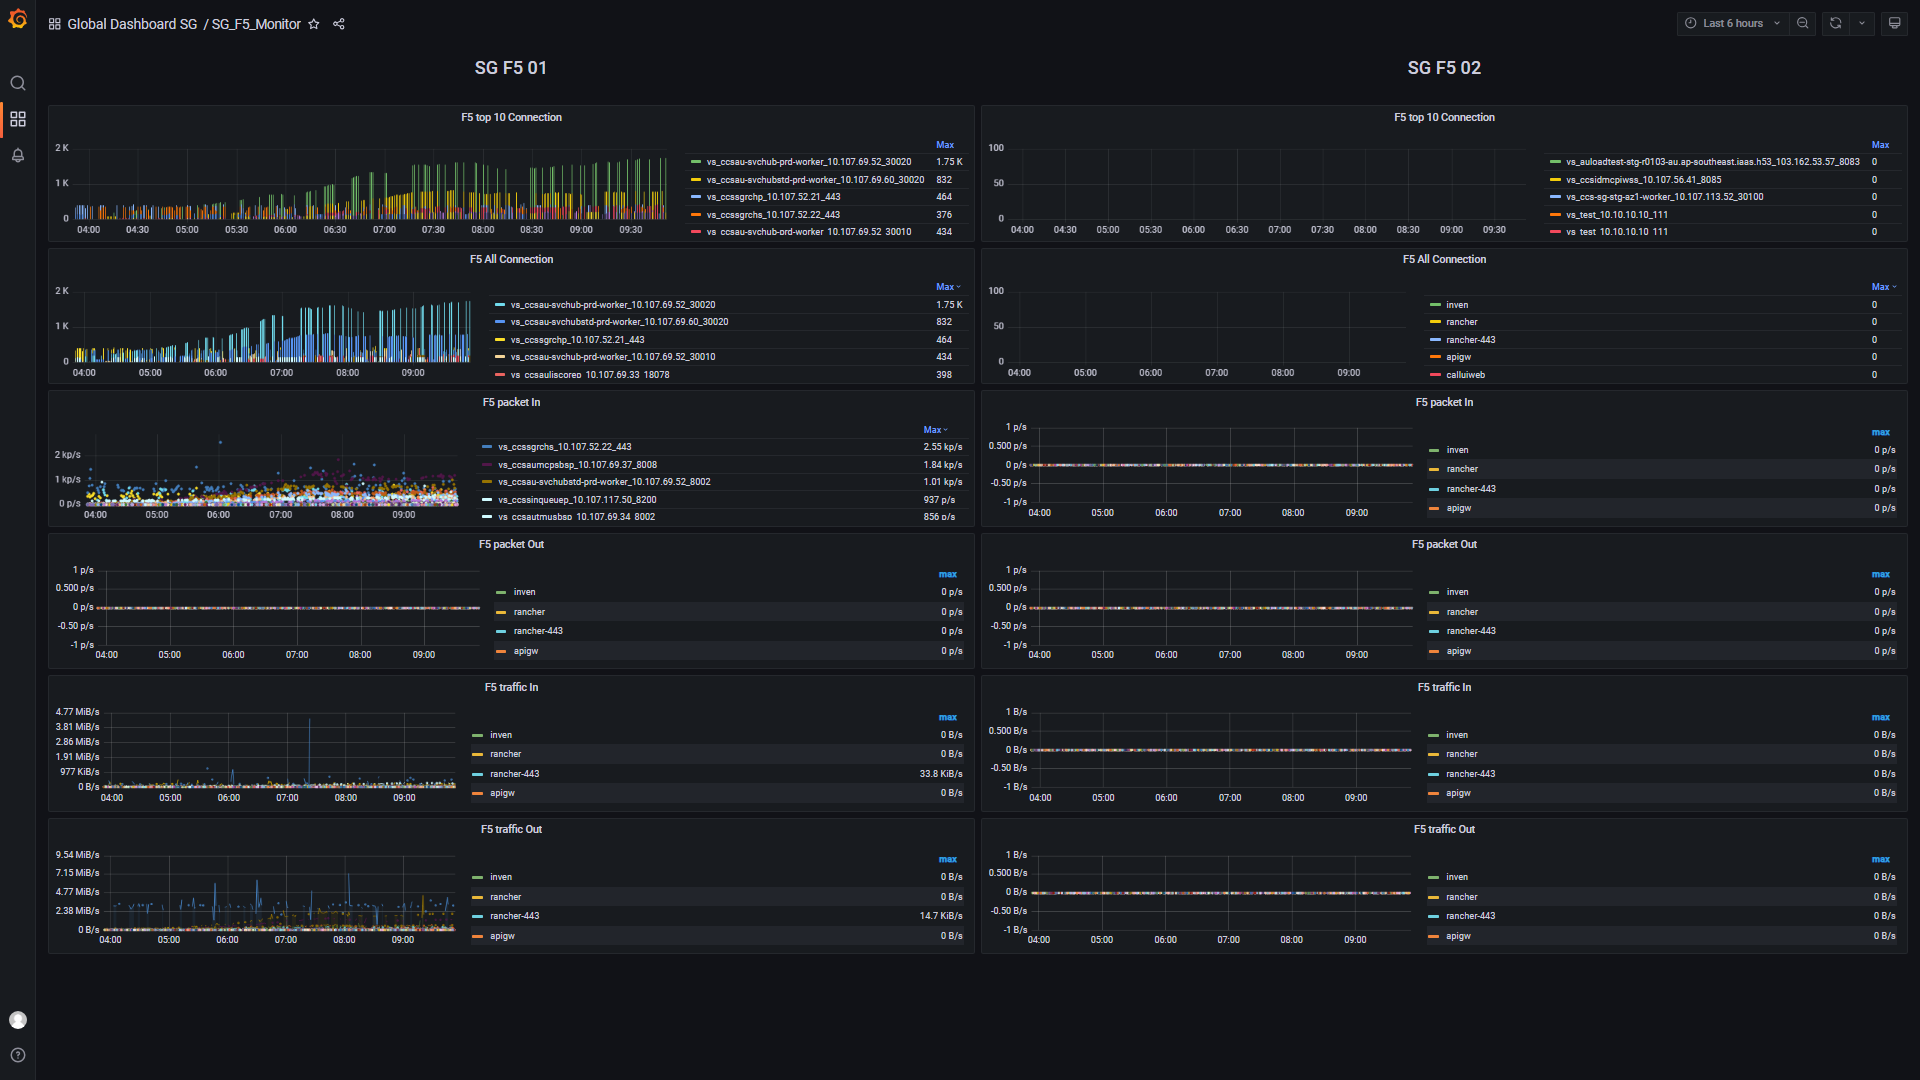 Global Dashboard SG / SG_F5_Monitor
Last 6 hours
SG F5 01
F5 top 10 Connection
2 K
1 K
0
04:00 04:30 05:00 05:30 06:00 06:30 07:00 07:30 08:00 08:30 09:00 09:30
Max
vs_ccsau-svchub-prd-worker_10.107.69.52_30020 1.75 K
vs_ccsau-svchubstd-prd-worker_10.107.69.60_30020 832
vs_ccssgrchp_10.107.52.21_443 464
vs_ccssgrchs_10.107.52.22_443 376
vs_ccsau-svchub-prd-worker_10.107.69.52_30010 434
F5 All Connection
2 K
1 K
0
04:00 05:00 06:00 07:00 08:00 09:00
Max
vs_ccsau-svchub-prd-worker_10.107.69.52_30020 1.75 K
vs_ccsau-svchubstd-prd-worker_10.107.69.60_30020 832
vs_ccssgrchp_10.107.52.21_443 464
vs_ccsau-svchub-prd-worker_10.107.69.52_30010 434
vs_ccsauliscorep_10.107.69.33_18078 398
F5 packet In
2 kp/s
1 kp/s
0 p/s
04:00 05:00 06:00 07:00 08:00 09:00
Max
vs_ccssgrchs_10.107.52.22_443 2.55 kp/s
vs_ccsaumcpsbsp_10.107.69.37_8008 1.84 kp/s
vs_ccsau-svchubstd-prd-worker_10.107.69.52_8002 1.01 kp/s
vs_ccssinqueuep_10.107.117.50_8200 937 p/s
vs_ccsautmusbsp_10.107.69.34_8002 856 p/s
F5 packet Out
1 p/s
0.500 p/s
0 p/s
-0.50 p/s
-1 p/s
04:00 05:00 06:00 07:00 08:00 09:00
max
inven 0 p/s
rancher 0 p/s
rancher-443 0 p/s
apigw 0 p/s
F5 traffic In
4.77 MiB/s
3.81 MiB/s
2.86 MiB/s
1.91 MiB/s
977 KiB/s
0 B/s
04:00 05:00 06:00 07:00 08:00 09:00
max
inven 0 B/s
rancher 0 B/s
rancher-443 33.8 KiB/s
apigw 0 B/s
F5 traffic Out
9.54 MiB/s
7.15 MiB/s
4.77 MiB/s
2.38 MiB/s
0 B/s
04:00 05:00 06:00 07:00 08:00 09:00
max
inven 0 B/s
rancher 0 B/s
rancher-443 14.7 KiB/s
apigw 0 B/s
SG F5 02
F5 top 10 Connection
100
50
0
04:00 04:30 05:00 05:30 06:00 06:30 07:00 07:30 08:00 08:30 09:00 09:30
Max
vs_auloadtest-stg-r0103-au.ap-southeast.iaas.h53_103.162.53.57_8083 0
vs_ccsidmcpiwss_10.107.56.41_8085 0
vs_ccs-sg-stg-az1-worker_10.107.113.52_30100 0
vs_test_10.10.10.10_111 0
vs_test_10.10.10.10_111 0
F5 All Connection
100
50
0
04:00 05:00 06:00 07:00 08:00 09:00
Max
inven 0
rancher 0
rancher-443 0
apigw 0
calluiweb 0
F5 packet In
1 p/s
0.500 p/s
0 p/s
-0.50 p/s
-1 p/s
04:00 05:00 06:00 07:00 08:00 09:00
max
inven 0 p/s
rancher 0 p/s
rancher-443 0 p/s
apigw 0 p/s
F5 packet Out
1 p/s
0.500 p/s
0 p/s
-0.50 p/s
-1 p/s
04:00 05:00 06:00 07:00 08:00 09:00
max
inven 0 p/s
rancher 0 p/s
rancher-443 0 p/s
apigw 0 p/s
F5 traffic In
1 B/s
0.500 B/s
0 B/s
-0.50 B/s
-1 B/s
04:00 05:00 06:00 07:00 08:00 09:00
max
inven 0 B/s
rancher 0 B/s
rancher-443 0 B/s
apigw 0 B/s
F5 traffic Out
1 B/s
0.500 B/s
0 B/s
-0.50 B/s
-1 B/s
04:00 05:00 06:00 07:00 08:00 09:00
max
inven 0 B/s
rancher 0 B/s
rancher-443 0 B/s
apigw 0 B/s